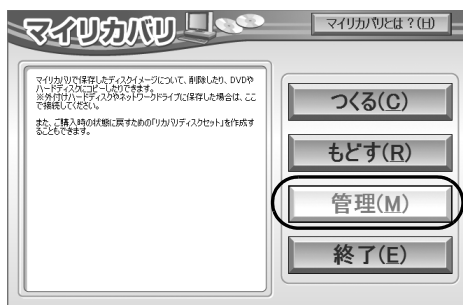 マイリカバリ
マイリカバリとは?(H)
マイリカバリで保存したディスクイメージについて、削除したり、DVDや
ハードディスクにコピーしたりできます。
※外付けハードディスクやネットワークドライブに保存した場合は、ここ
で接続してください。
また、ご購入時の状態に戻すための「リカバリディスクセット」を作成す
ることもできます。
つくる(C)
もどす(R)
管理(M)
終了(E)